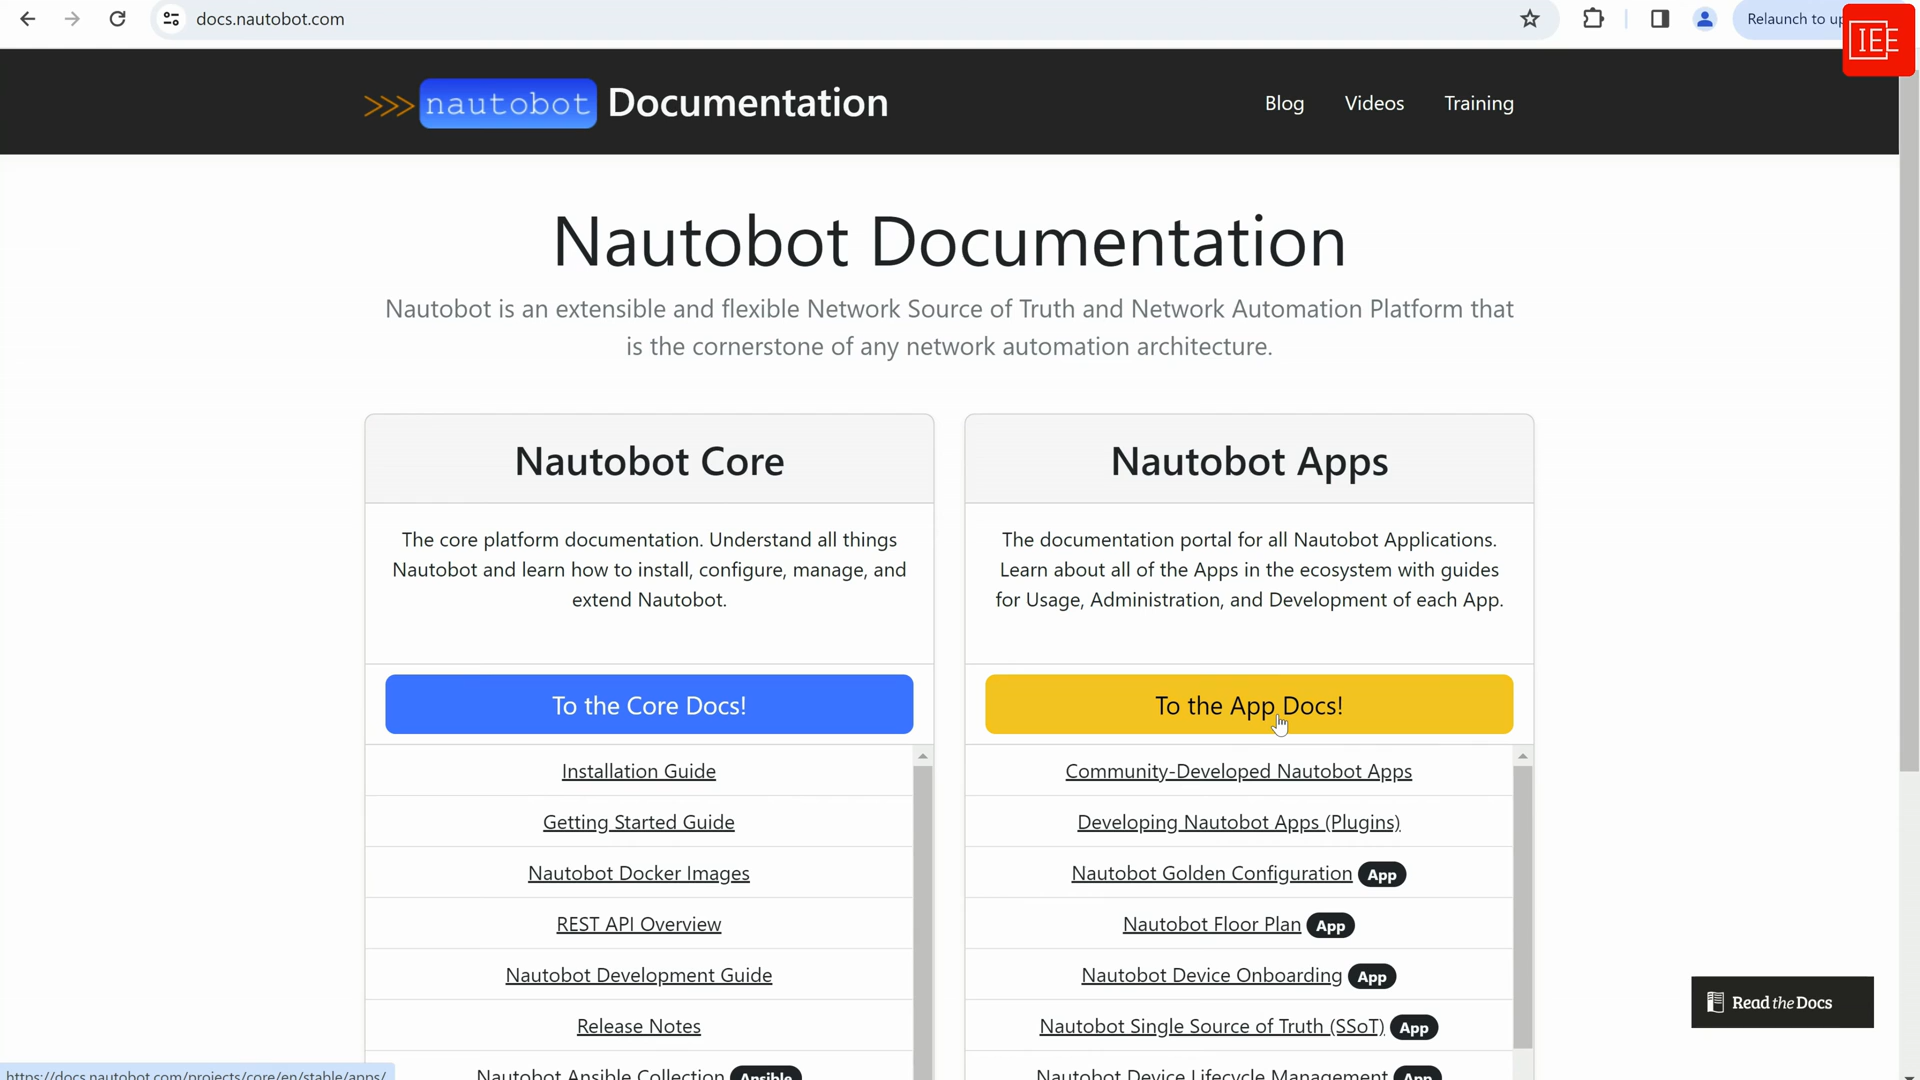 docs.nautobot.com
Relaunch to up
IEE
>>> nautobot Documentation
Blog
Videos
Training
Nautobot Documentation
Nautobot is an extensible and flexible Network Source of Truth and Network Automation Platform that
is the cornerstone of any network automation architecture.
Nautobot Core
The core platform documentation. Understand all things
Nautobot and learn how to install, configure, manage, and
extend Nautobot.
To the Core Docs!
Installation Guide
Getting Started Guide
Nautobot Docker Images
REST API Overview
Nautobot Development Guide
Release Notes
Nautobot Ansible Collection Ansible
Nautobot Apps
The documentation portal for all Nautobot Applications.
Learn about all of the Apps in the ecosystem with guides
for Usage, Administration, and Development of each App.
To the App Docs!
Community-Developed Nautobot Apps
Developing Nautobot Apps (Plugins)
Nautobot Golden Configuration App
Nautobot Floor Plan App
Nautobot Device Onboarding App
Nautobot Single Source of Truth (SSoT) App
Nautobot Device Lifecycle Management App
Read the Docs
https://docs.nautobot.com/projects/core/en/stable/apps/